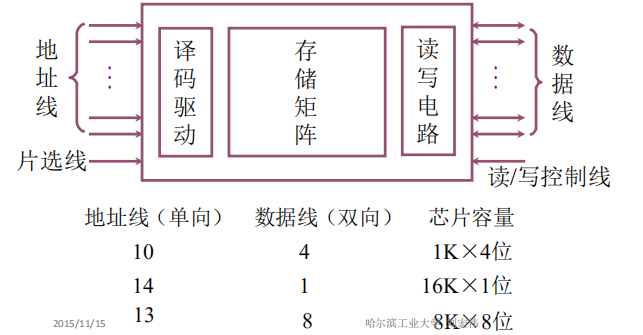 地址线
译码驱动
存储矩阵
读写电路
数据线
片选线
读/写控制线
地址线（单向） 数据线（双向） 芯片容量
10 4 1K×4位
14 1 16K×1位
13 8 8K×8位
2015/11/15 哈尔滨工业大学